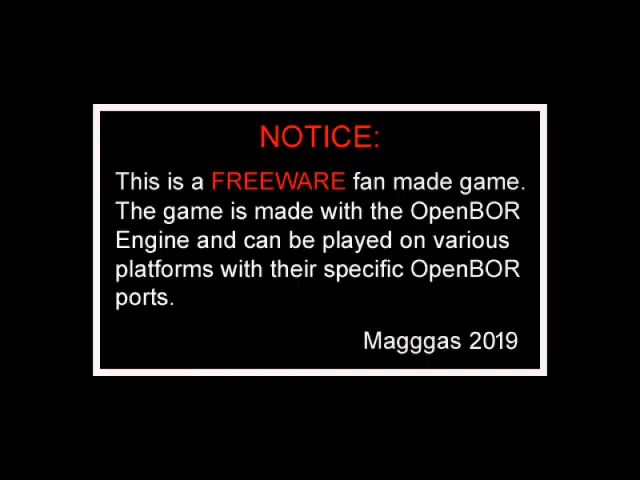 NOTICE:
This is a FREEWARE fan made game.
The game is made with the OpenBOR
Engine and can be played on various
platforms with their specific OpenBOR
ports.
Magggas 2019